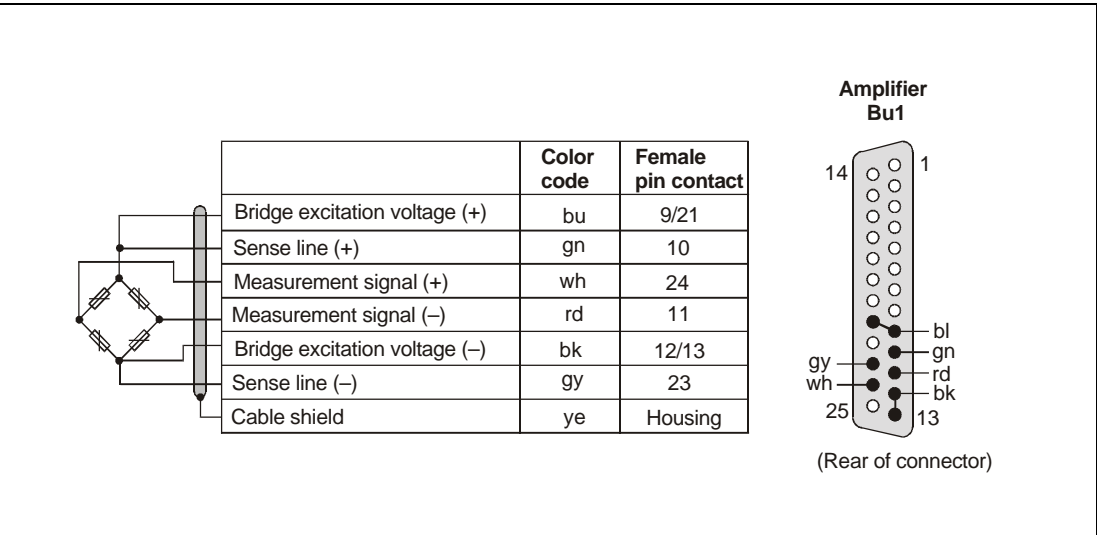 Color code Female pin contact
Bridge excitation voltage (+) bu 9/21
Sense line (+) gn 10
Measurement signal (+) wh 24
Measurement signal (–) rd 11
Bridge excitation voltage (–) bk 12/13
Sense line (–) gy 23
Cable shield ye Housing
Amplifier
Bu1
14 1
bl
gn
gy rd
wh bk
25 13
(Rear of connector)